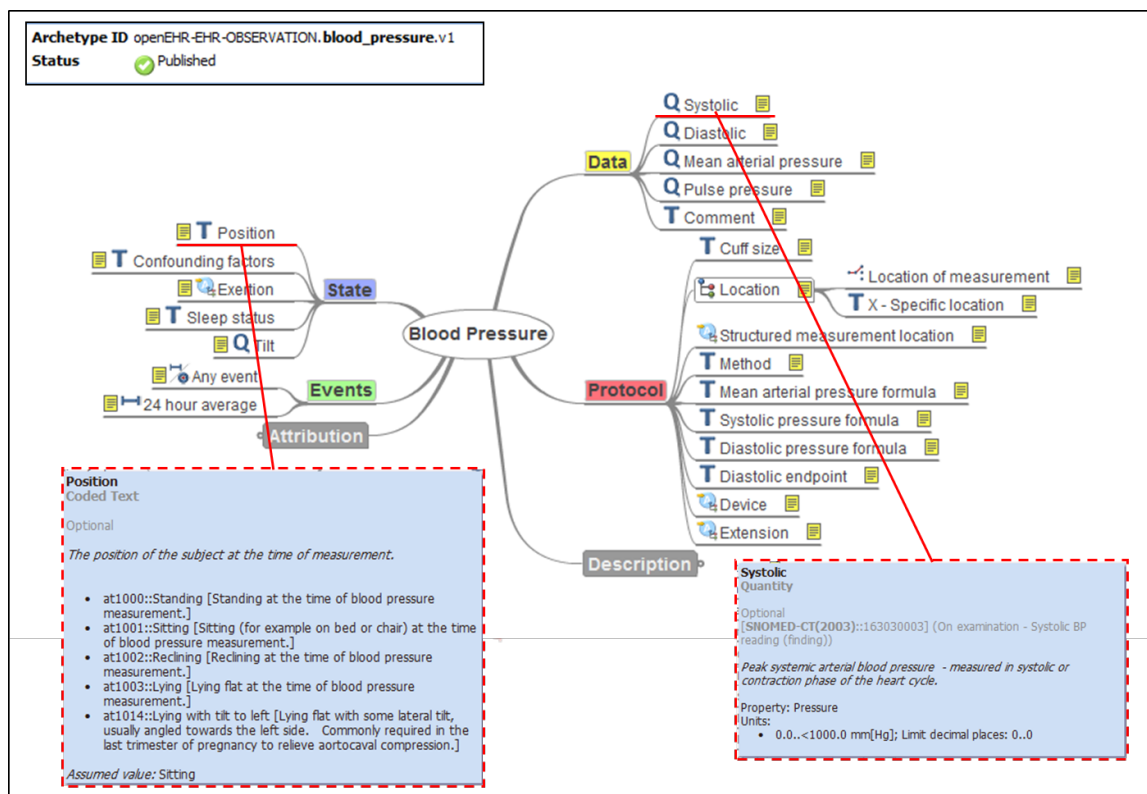 Archetype ID openEHR-EHR-OBSERVATION.blood_pressure.v1
Status Published
Blood Pressure
Data
Q Systolic
Q Diastolic
Q Mean arterial pressure
Q Pulse pressure
T Comment
State
T Position
T Confounding factors
Exertion
T Sleep status
Q Tilt
Events
Any event
24 hour average
Attribution
Protocol
T Cuff size
Location
Location of measurement
T X - Specific location
Structured measurement location
T Method
T Mean arterial pressure formula
T Systolic pressure formula
T Diastolic pressure formula
T Diastolic endpoint
Device
Extension
Description
Position
Coded Text
Optional
The position of the subject at the time of measurement.
• at1000::Standing [Standing at the time of blood pressure
measurement.]
• at1001::Sitting [Sitting (for example on bed or chair) at the time
of blood pressure measurement.]
• at1002::Reclining [Reclining at the time of blood pressure
measurement.]
• at1003::Lying [Lying flat at the time of blood pressure
measurement.]
• at1014::Lying with tilt to left [Lying flat with some lateral tilt,
usually angled towards the left side. Commonly required in the
last trimester of pregnancy to relieve aortocaval compression.]
Assumed value: Sitting
Systolic
Quantity
Optional
[SNOMED-CT(2003)::163030003] (On examination - Systolic BP
reading (finding))
Peak systemic arterial blood pressure - measured in systolic or
contraction phase of the heart cycle.
Property: Pressure
Units:
• 0.0..<1000.0 mm[Hg]; Limit decimal places: 0..0